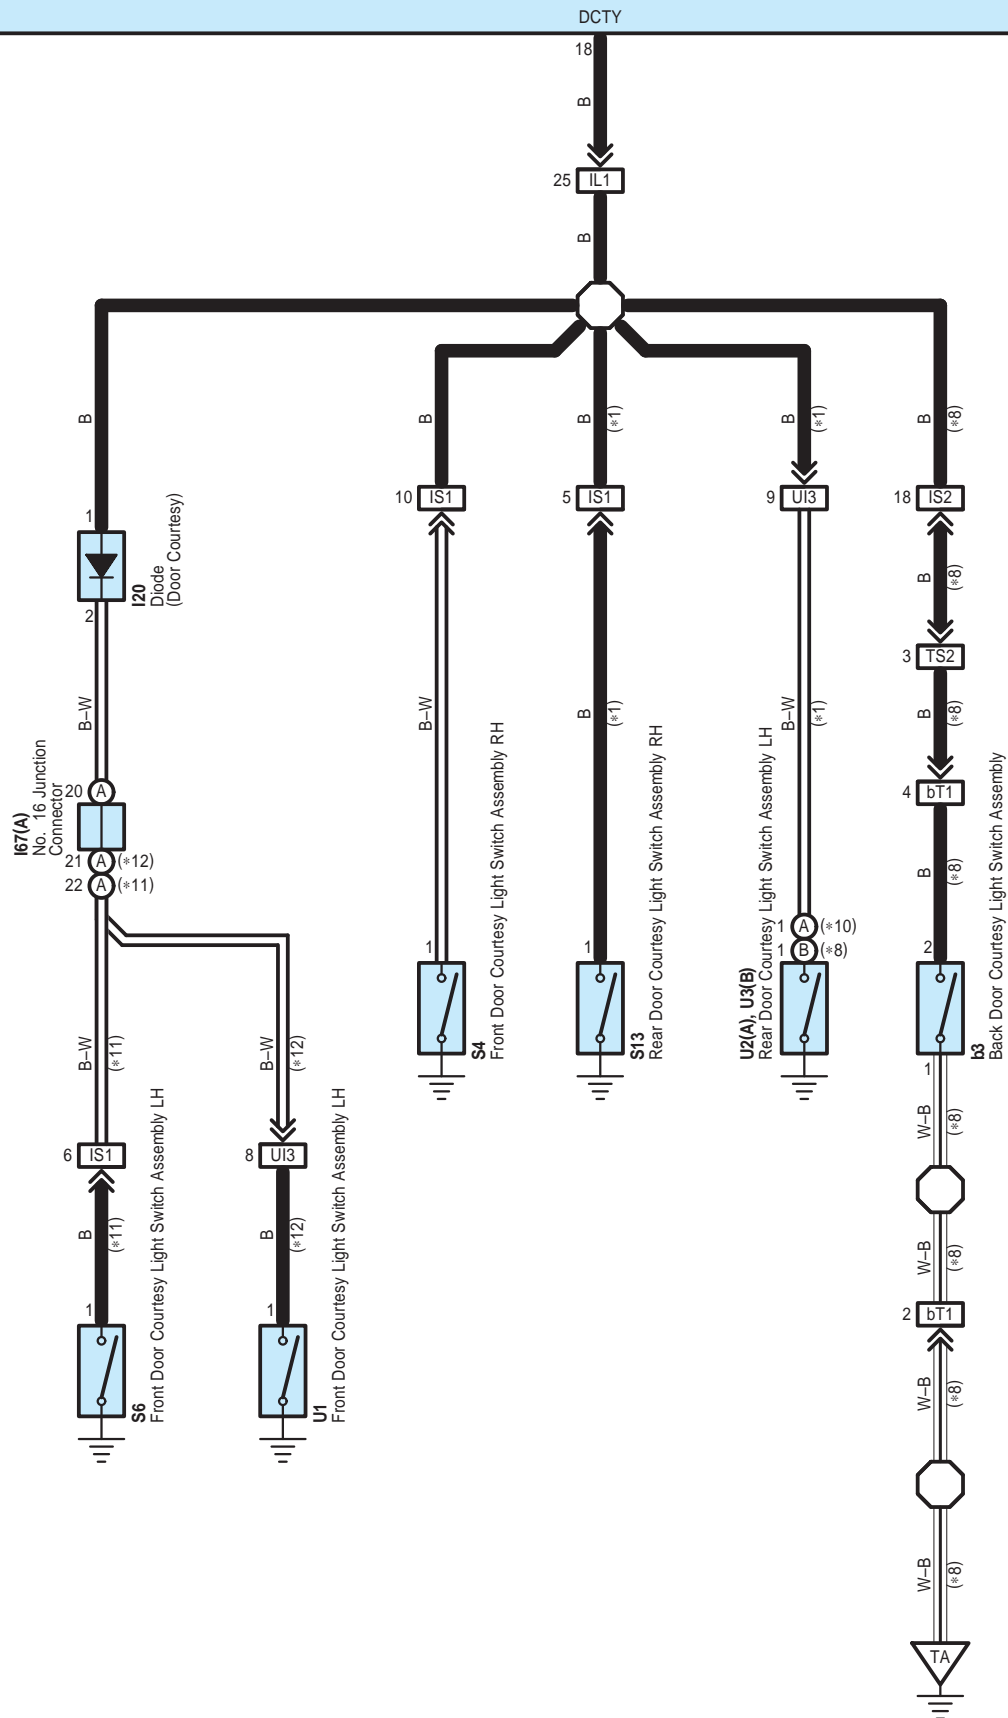 DCTY
18
B
25 IL1
B
B
B
B
(*1)
B
(*1)
B
(*8)
10 IS1
5 IS1
9 UI3
18 IS2
1
I20
Diode
(Door Courtesy)
2
B
(*8)
3 TS2
B–W
B–W
B
(*1)
B–W
(*1)
B
(*8)
I67(A)
No. 16 Junction
Connector
20 A
21 A (*12)
22 A (*11)
4 bT1
B
(*8)
1 A (*10)
1 B (*8)
1
1
2
S4
Front Door Courtesy Light Switch Assembly RH
S13
Rear Door Courtesy Light Switch Assembly RH
U2(A), U3(B)
Rear Door Courtesy Light Switch Assembly LH
b3
Back Door Courtesy Light Switch Assembly
1
B–W
(*11)
B–W
(*12)
W–B
(*8)
6 IS1
8 UI3
B
(*11)
B
(*12)
W–B
(*8)
1
1
2 bT1
S6
Front Door Courtesy Light Switch Assembly LH
U1
Front Door Courtesy Light Switch Assembly LH
W–B
(*8)
W–B
(*8)
TA